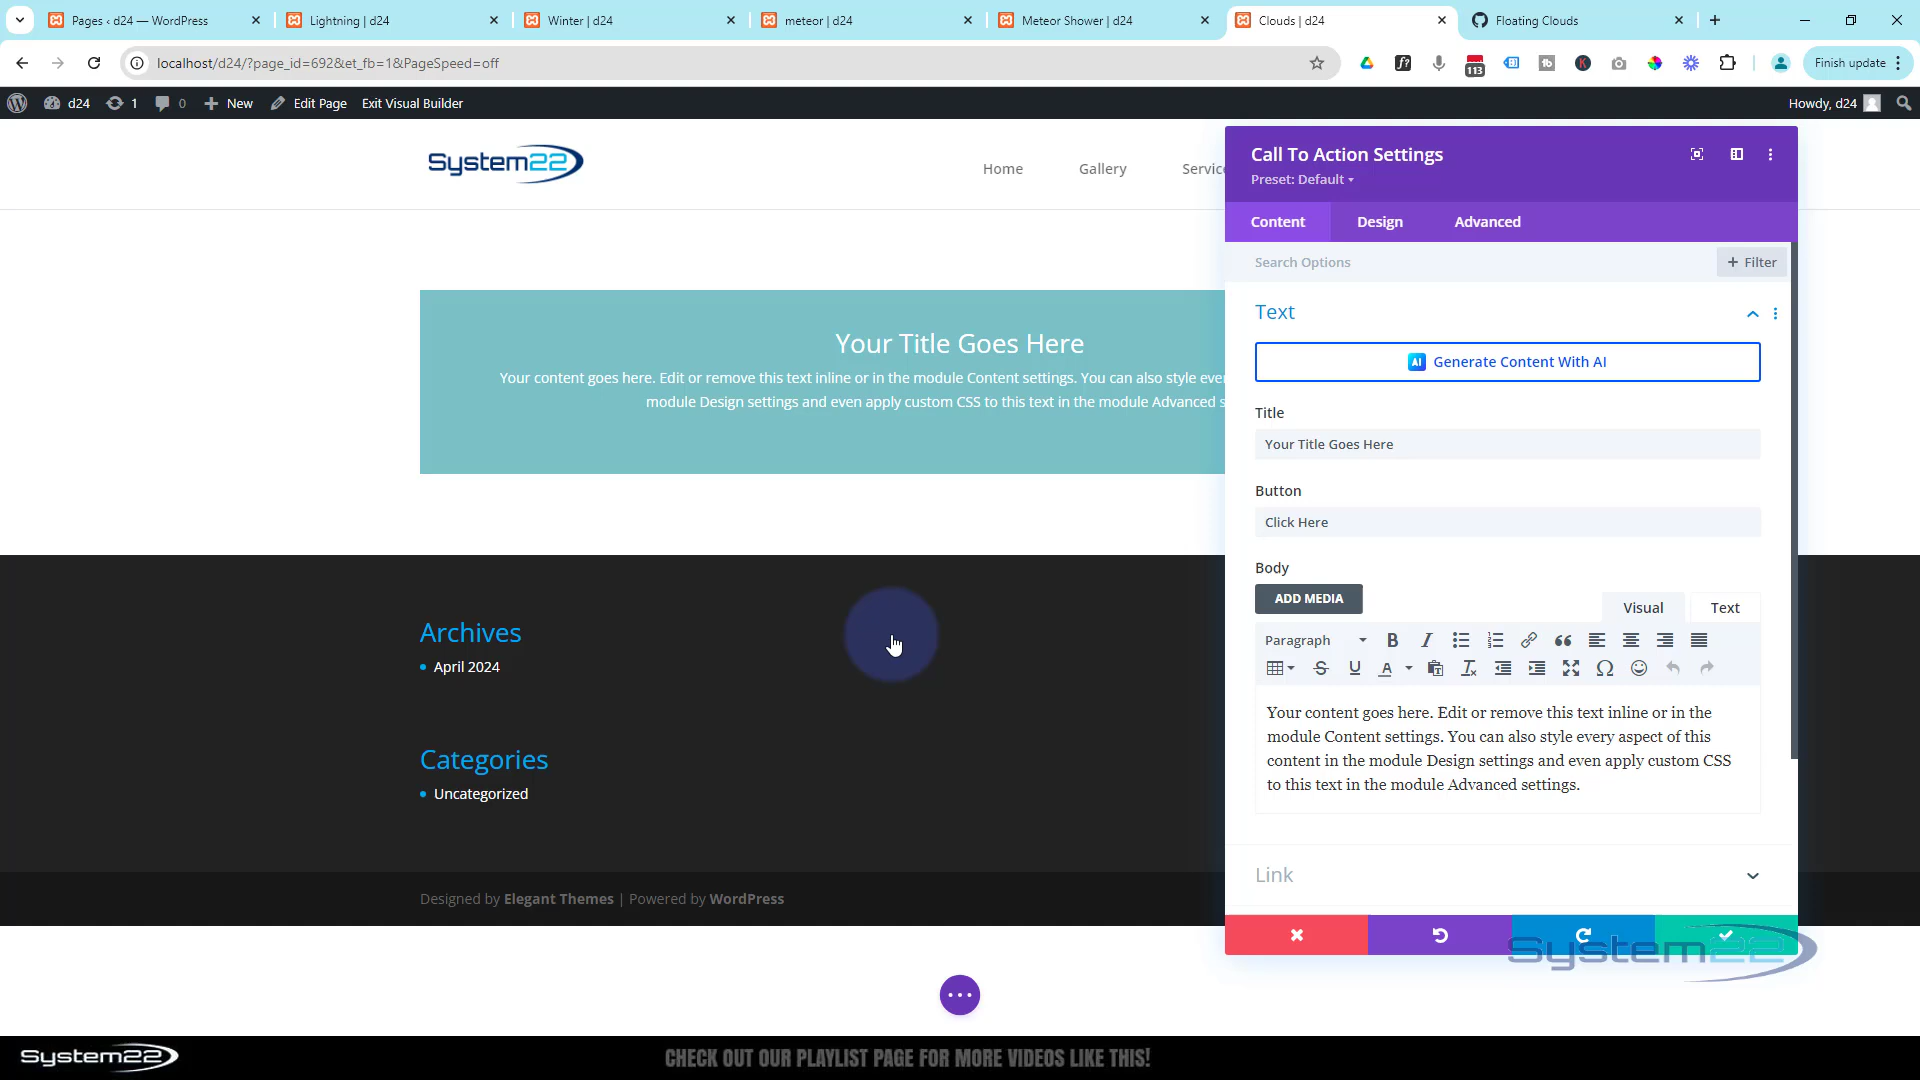 Pages ‹ d24 — WordPress
Lightning | d24
Winter | d24
meteor | d24
Meteor Shower | d24
Clouds | d24
Floating Clouds
localhost/d24/?page_id=692&et_fb=1&PageSpeed=off
113
Finish update
d24
1
0
New
Edit Page
Exit Visual Builder
Howdy, d24
System22
Home
Gallery
Servic
Call To Action Settings
Preset: Default
Content
Design
Advanced
Search Options
+ Filter
Your Title Goes Here
Your content goes here. Edit or remove this text inline or in the module Content settings. You can also style eve
module Design settings and even apply custom CSS to this text in the module Advanced s
Text
AI Generate Content With AI
Title
Your Title Goes Here
Button
Click Here
Body
ADD MEDIA
Visual
Text
Paragraph
Your content goes here. Edit or remove this text inline or in the
module Content settings. You can also style every aspect of this
content in the module Design settings and even apply custom CSS
to this text in the module Advanced settings.
Link
Archives
April 2024
Categories
Uncategorized
Designed by Elegant Themes | Powered by WordPress
System22
System22
CHECK OUT OUR PLAYLIST PAGE FOR MORE VIDEOS LIKE THIS!